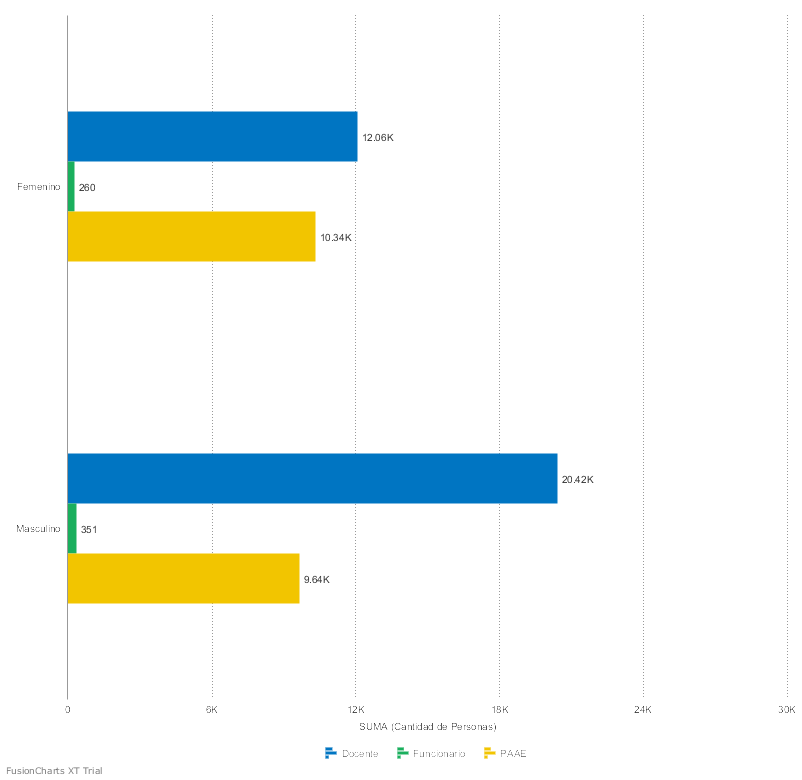 12.06K
Femenino
260
10.34K
20.42K
Masculino
351
9.64K
0 6K 12K 18K 24K 30K
SUMA (Cantidad de Personas)
Docente Funcionario PAAE
FusionCharts XT Trial